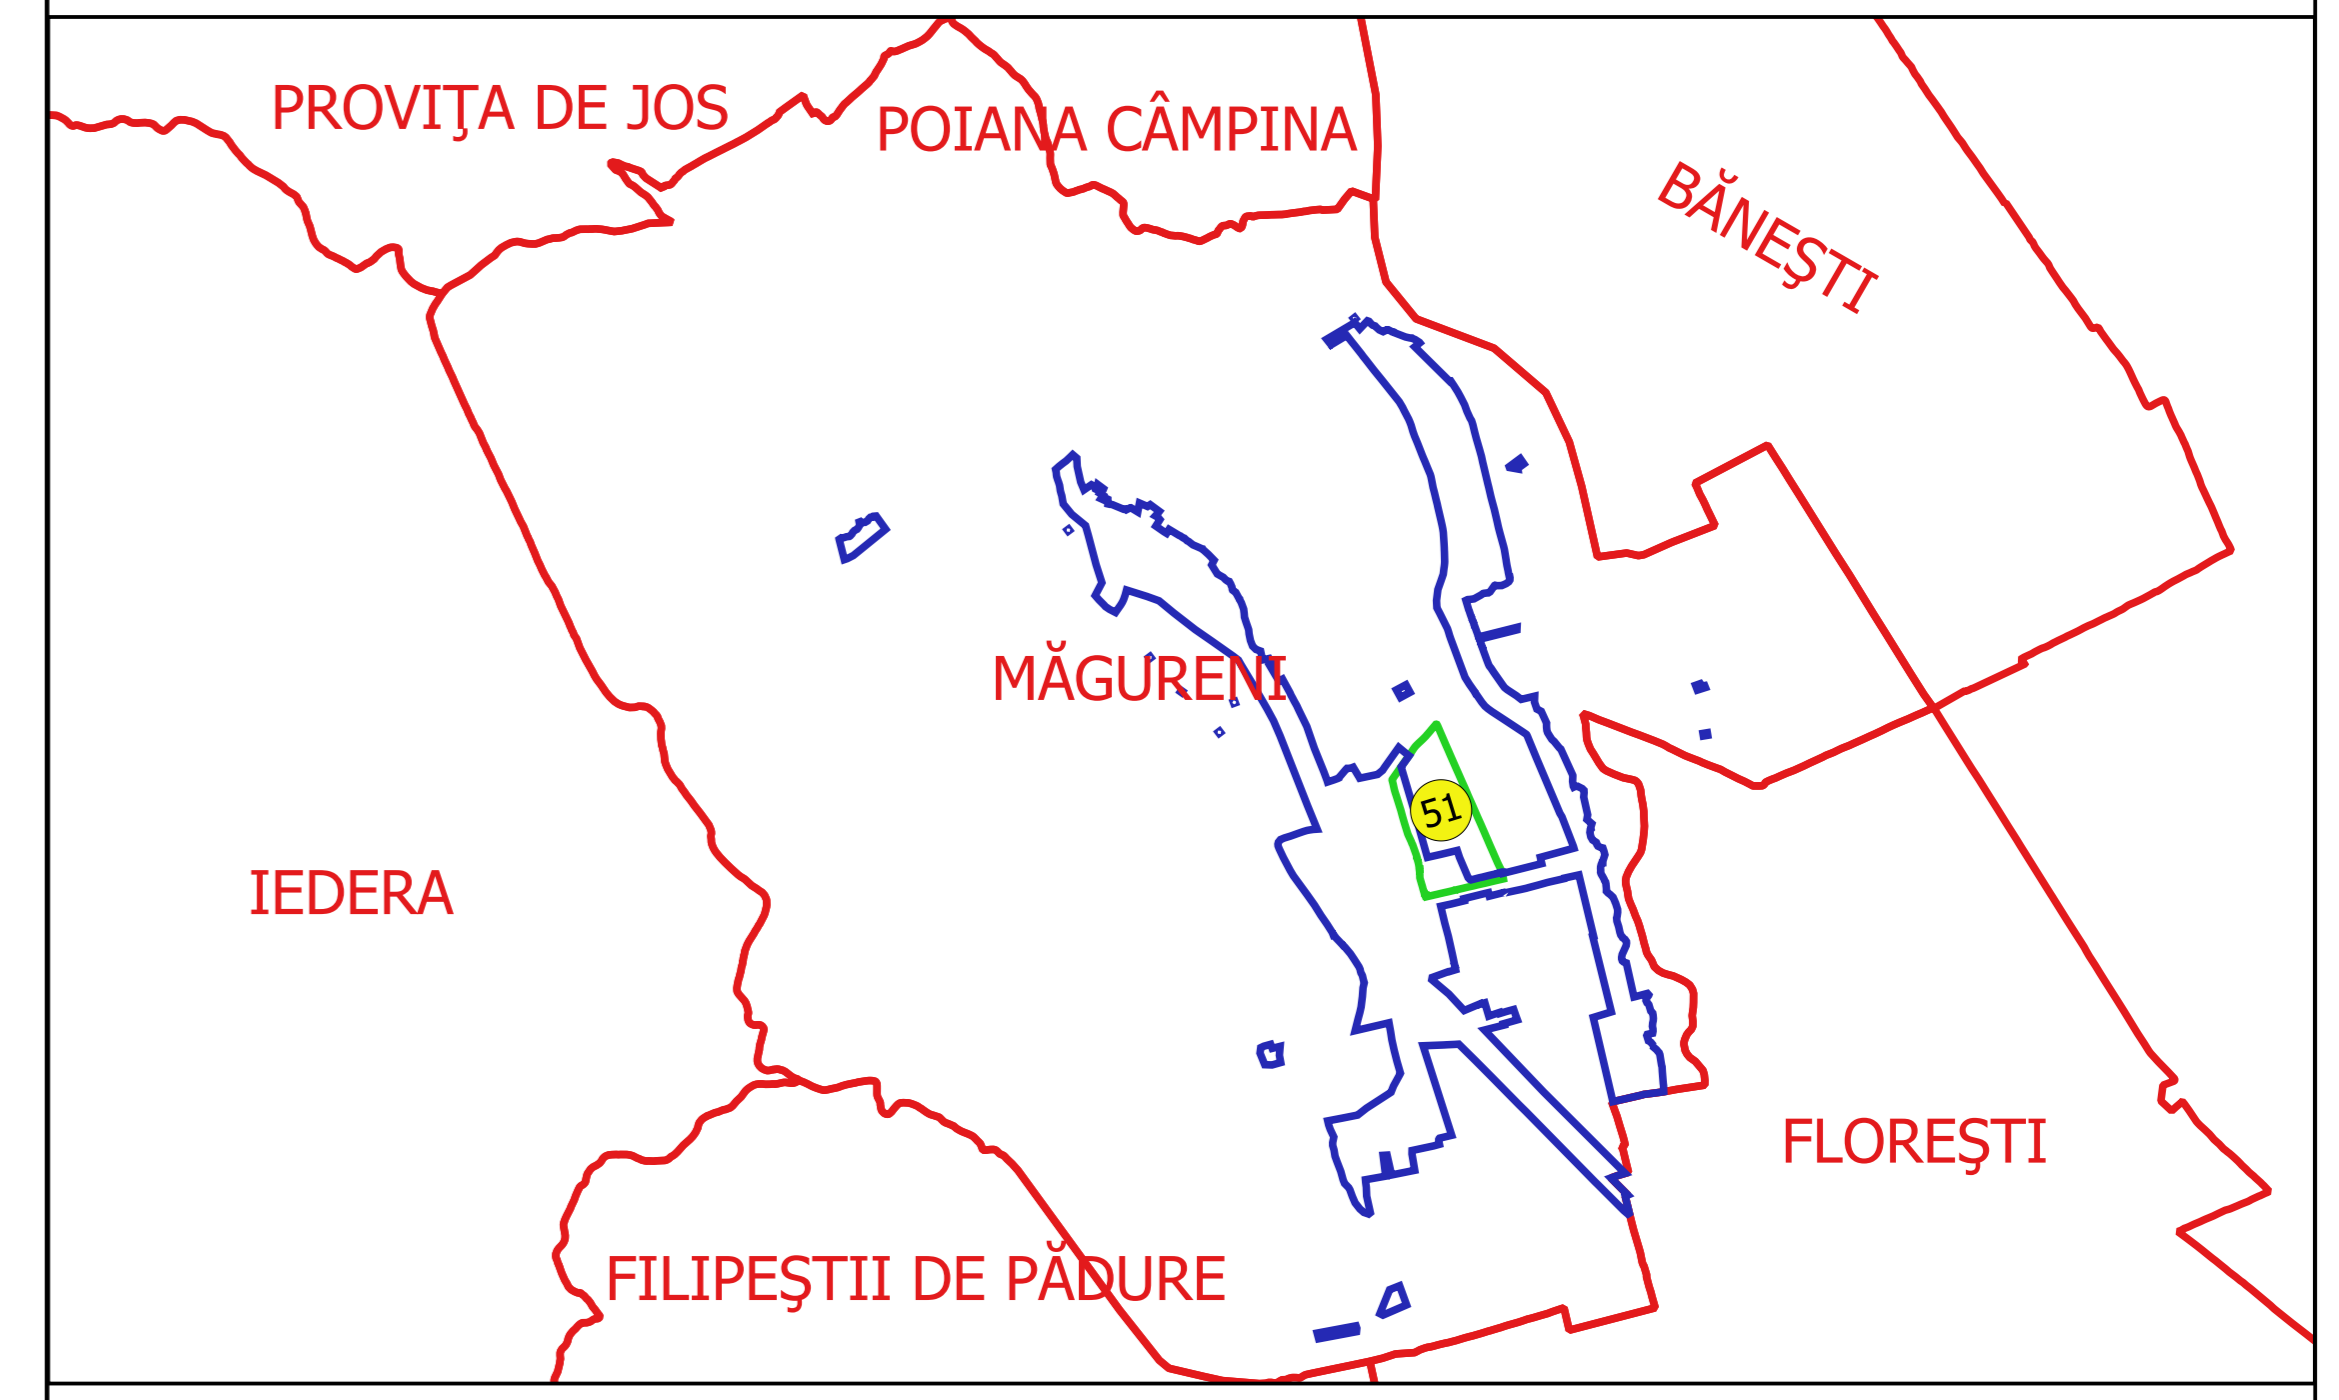 PROVIŢA DE JOS
POIANA CÂMPINA
BĂNEŞTI
MĂGURENI
51
IEDERA
FLOREŞTI
FILIPEŞTII DE PĂDURE